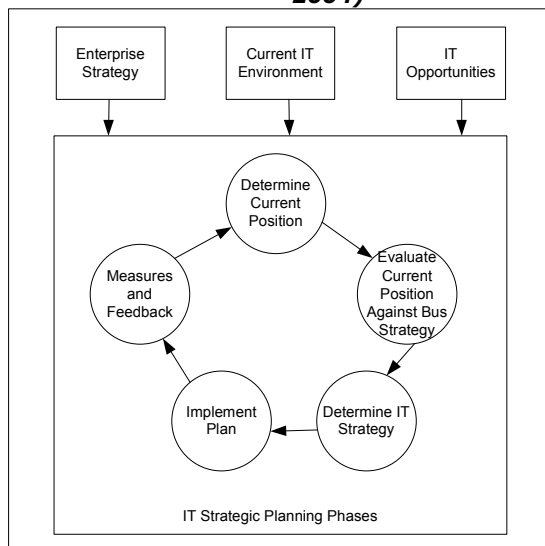 Enterprise
Strategy
Current IT
Environment
IT
Opportunities
Determine
Current
Position
Measures
and
Feedback
Evaluate
Current
Position
Against Bus
Strategy
Implement
Plan
Determine IT
Strategy
IT Strategic Planning Phases